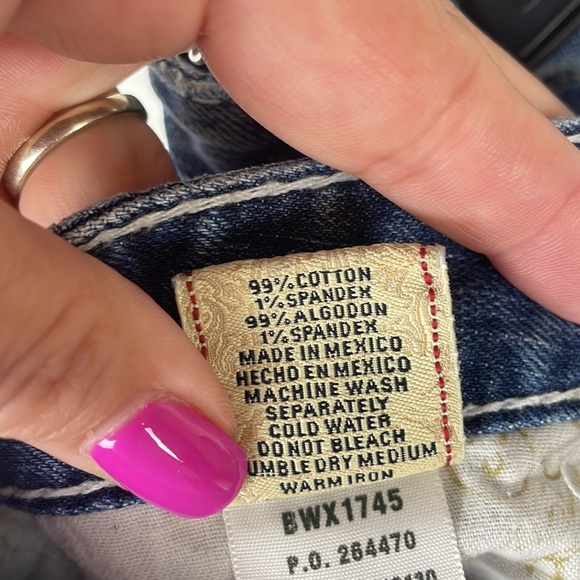 99% COTTON
1% SPANDEX
99% ALGODON
1% SPANDEX
MADE IN MEXICO
HECHO EN MEXICO
MACHINE WASH
SEPARATELY
COLD WATER
DO NOT BLEACH
UMBLE DRY MEDIUM
WARM IRON
BWX1745
P.O. 264470